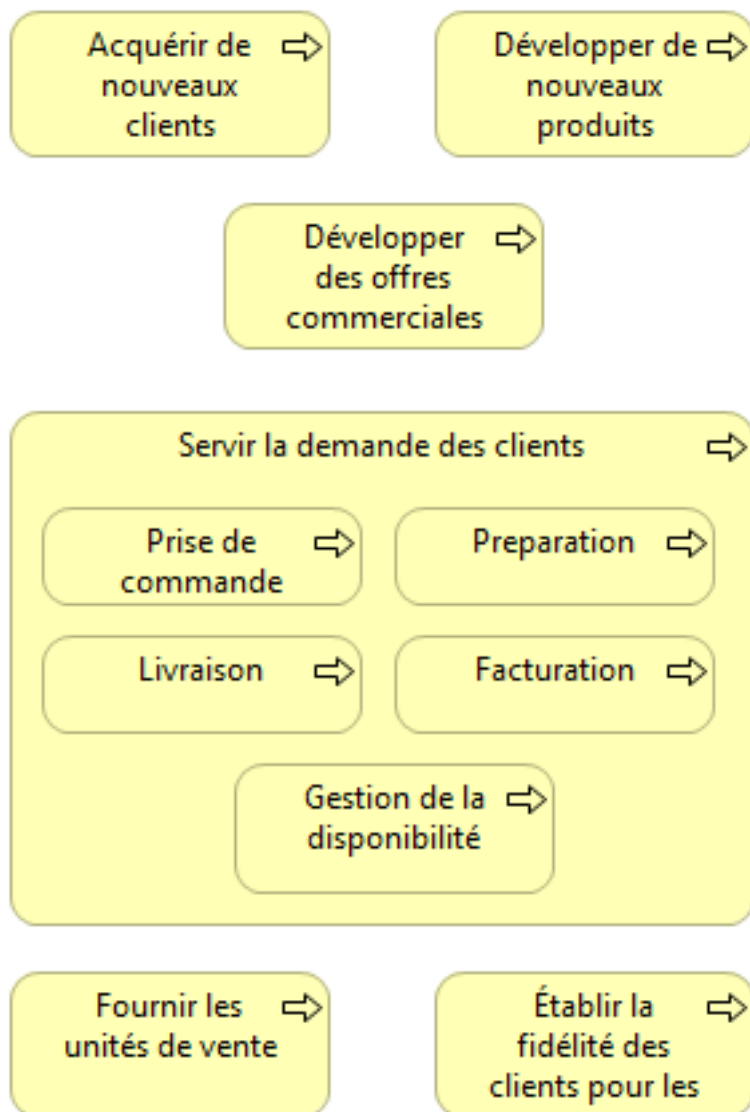 Acquérir de
nouveaux
clients
Développer de
nouveaux
produits
Développer
des offres
commerciales
Servir la demande des clients
Prise de
commande
Preparation
Livraison
Facturation
Gestion de la
disponibilité
Fournir les
unités de vente
Établir la
fidélité des
clients pour les